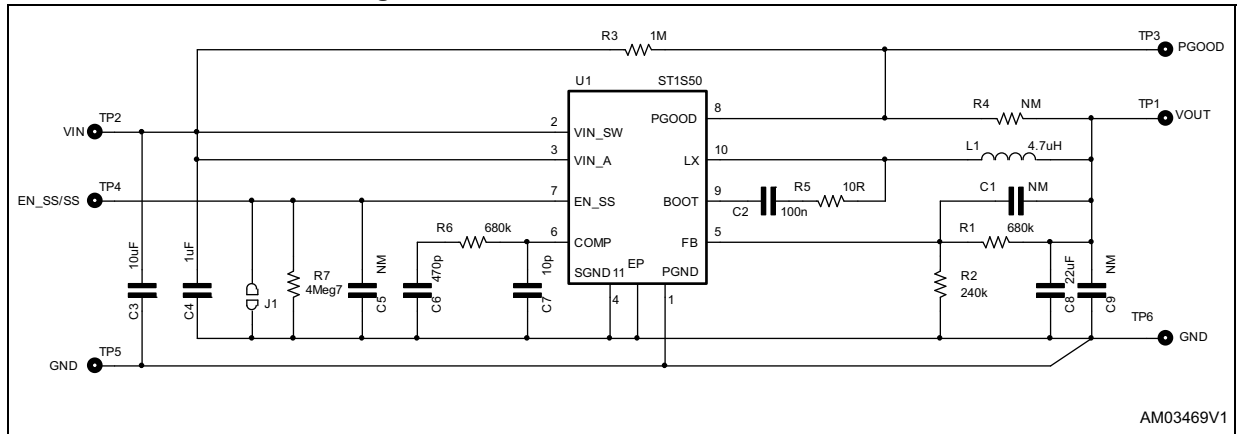 R3 1M
TP3
PGOOD
U1 ST1S50
R4 NM
TP1
VOUT
TP2
VIN
2 VIN_SW
PGOOD 8
3 VIN_A
LX 10
L1 4.7uH
TP4
EN_SS/SS
7 EN_SS
BOOT 9
C2 100n
R5 10R
C1 NM
R6 680k
6 COMP
FB 5
R1 680k
10uF
C3
1uF
C4
J1
R7
4Meg7
NM
C5
470p
C6
10p
C7
SGND 11 EP PGND
4
1
R2
240k
22uF
C8
NM
C9
TP6
GND
TP5
GND
AM03469V1